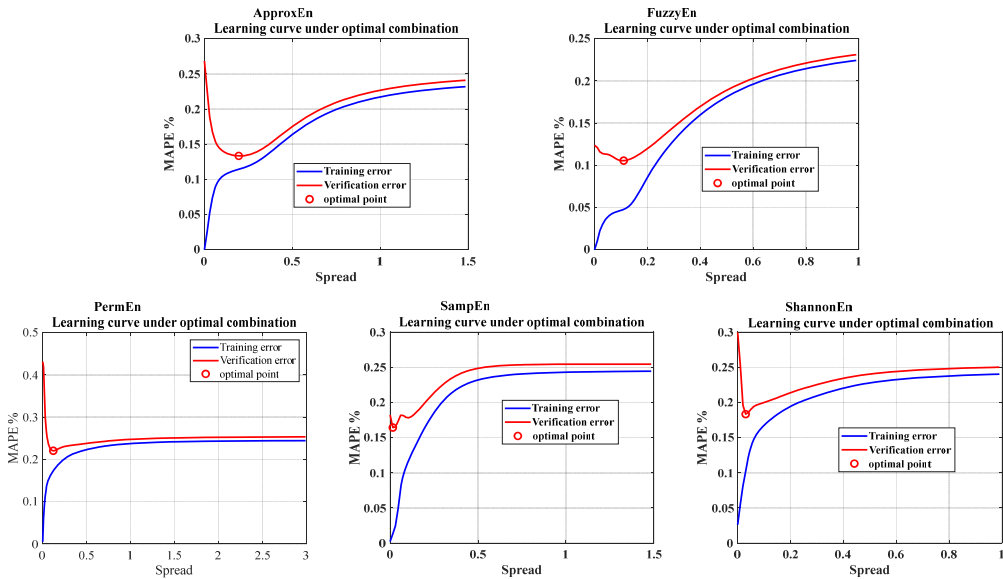 ApproxEn
Learning curve under optimal combination
0.3
0.25
0.2
0.15
0.1
0.05
0
MAPE %
Training error
Verification error
optimal point
0 0.5 1 1.5
Spread
FuzzyEn
Learning curve under optimal combination
0.25
0.2
0.15
0.1
0.05
0
MAPE %
Training error
Verification error
optimal point
0 0.2 0.4 0.6 0.8 1
Spread
PermEn
Learning curve under optimal combination
0.5
0.4
0.3
0.2
0.1
0
MAPE %
Training error
Verification error
optimal point
0 0.5 1 1.5 2 2.5 3
Spread
SampEn
Learning curve under optimal combination
0.3
0.25
0.2
0.15
0.1
0.05
0
MAPE %
Training error
Verification error
optimal point
0 0.5 1 1.5
Spread
ShannonEn
Learning curve under optimal combination
0.3
0.25
0.2
0.15
0.1
0.05
0
MAPE %
Training error
Verification error
optimal point
0 0.2 0.4 0.6 0.8 1
Spread